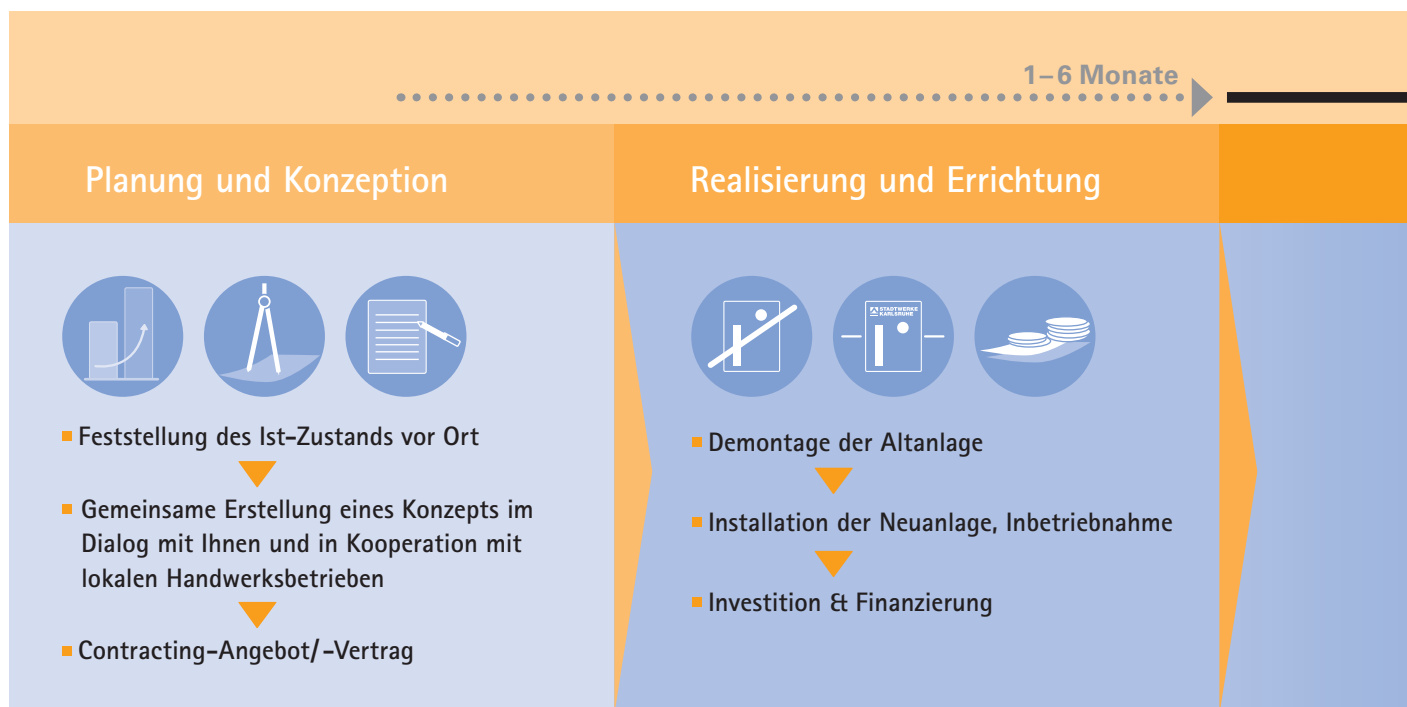 1–6 Monate
Planung und Konzeption
Realisierung und Errichtung
STADTWERKE
KARLSRUHE
Feststellung des Ist-Zustands vor Ort
Gemeinsame Erstellung eines Konzepts im
Dialog mit Ihnen und in Kooperation mit
lokalen Handwerksbetrieben
Contracting-Angebot/-Vertrag
Demontage der Altanlage
Installation der Neuanlage, Inbetriebnahme
Investition & Finanzierung